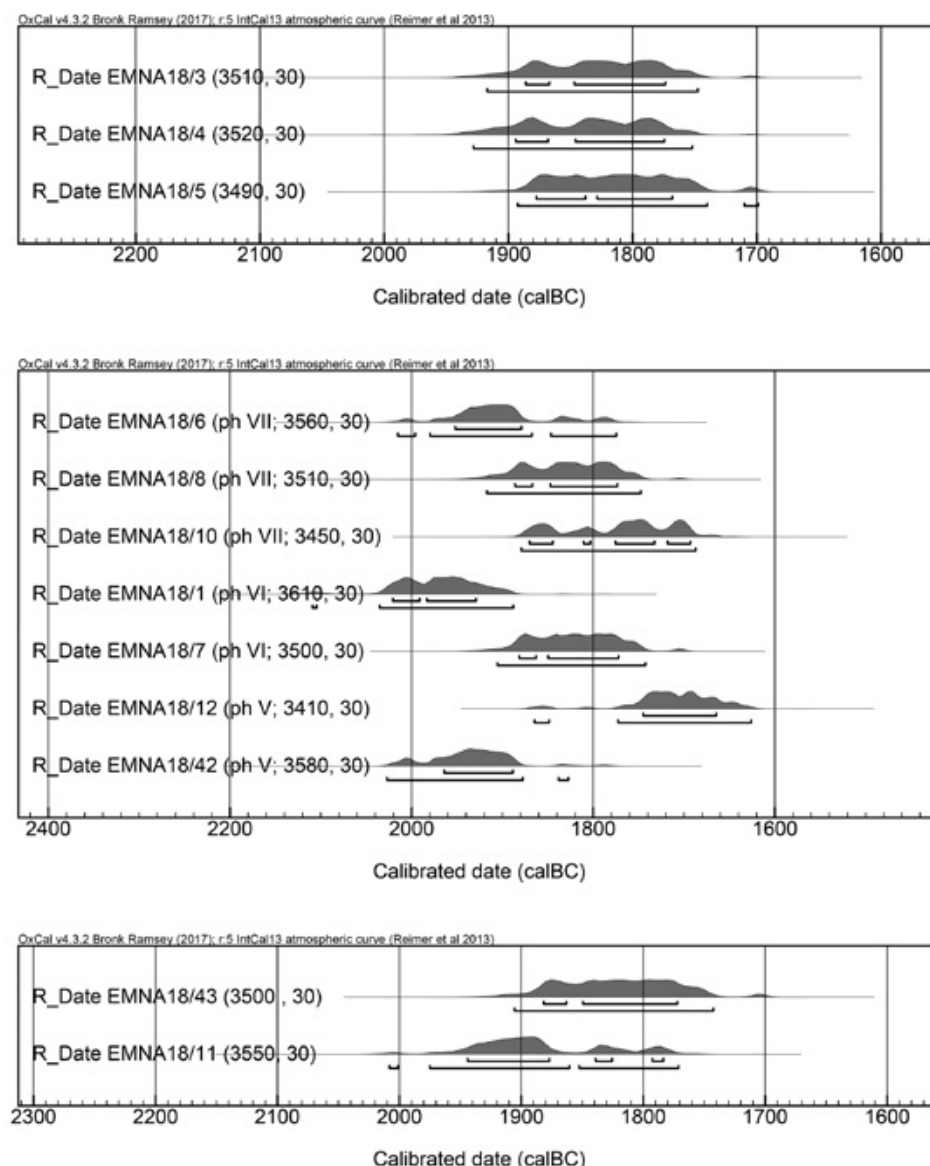 OxCal v4.3.2 Bronk Ramsey (2017); r:5 IntCal13 atmospheric curve (Reimer et al 2013)
R_Date EMNA18/3 (3510, 30)
R_Date EMNA18/4 (3520, 30)
R_Date EMNA18/5 (3490, 30)
2200 2100 2000 1900 1800 1700 1600
Calibrated date (calBC)
OxCal v4.3.2 Bronk Ramsey (2017); r:5 IntCal13 atmospheric curve (Reimer et al 2013)
R_Date EMNA18/6 (ph VII; 3560, 30)
R_Date EMNA18/8 (ph VII; 3510, 30)
R_Date EMNA18/10 (ph VII; 3450, 30)
R_Date EMNA18/1 (ph VI; 3610, 30)
R_Date EMNA18/7 (ph VI; 3500, 30)
R_Date EMNA18/12 (ph V; 3410, 30)
R_Date EMNA18/42 (ph V; 3580, 30)
2400 2200 2000 1800 1600
Calibrated date (calBC)
OxCal v4.3.2 Bronk Ramsey (2017); r:5 IntCal13 atmospheric curve (Reimer et al 2013)
R_Date EMNA18/43 (3500 , 30)
R_Date EMNA18/11 (3550, 30)
2300 2200 2100 2000 1900 1800 1700 1600
Calibrated date (calBC)